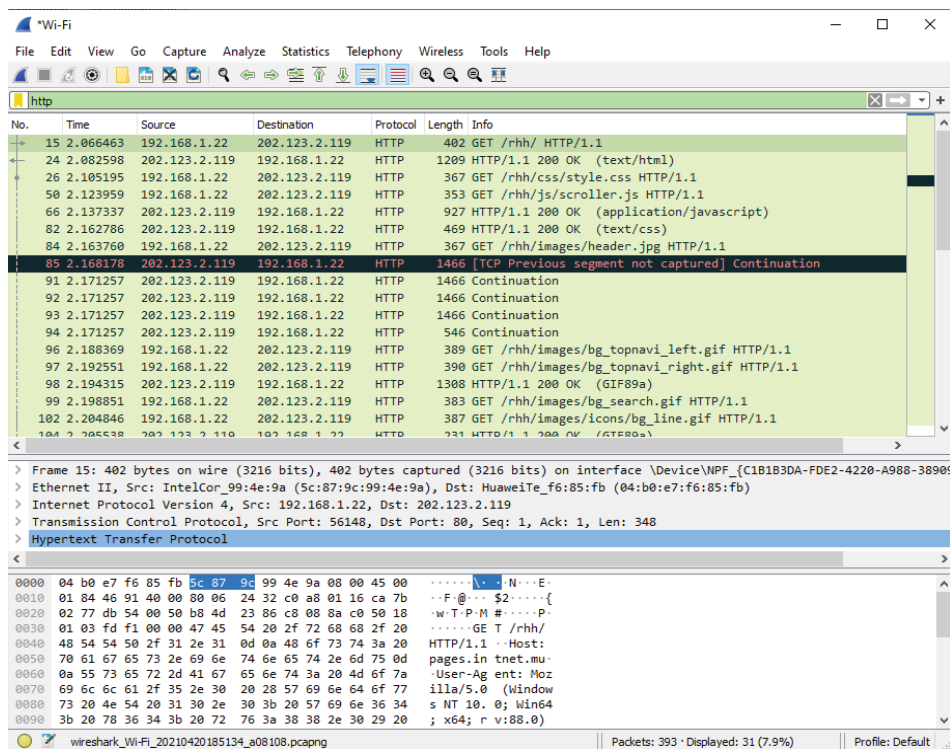 *Wi-Fi
File Edit View Go Capture Analyze Statistics Telephony Wireless Tools Help
http
No. Time Source Destination Protocol Length Info
15 2.066463 192.168.1.22 202.123.2.119 HTTP 402 GET /rhh/ HTTP/1.1
24 2.082598 202.123.2.119 192.168.1.22 HTTP 1209 HTTP/1.1 200 OK (text/html)
26 2.105195 192.168.1.22 202.123.2.119 HTTP 367 GET /rhh/css/style.css HTTP/1.1
50 2.123959 192.168.1.22 202.123.2.119 HTTP 353 GET /rhh/js/scroller.js HTTP/1.1
66 2.137337 202.123.2.119 192.168.1.22 HTTP 927 HTTP/1.1 200 OK (application/javascript)
82 2.162786 202.123.2.119 192.168.1.22 HTTP 469 HTTP/1.1 200 OK (text/css)
84 2.163760 192.168.1.22 202.123.2.119 HTTP 367 GET /rhh/images/header.jpg HTTP/1.1
85 2.168178 202.123.2.119 192.168.1.22 HTTP 1466 [TCP Previous segment not captured] Continuation
91 2.171257 202.123.2.119 192.168.1.22 HTTP 1466 Continuation
92 2.171257 202.123.2.119 192.168.1.22 HTTP 1466 Continuation
93 2.171257 202.123.2.119 192.168.1.22 HTTP 1466 Continuation
94 2.171257 202.123.2.119 192.168.1.22 HTTP 546 Continuation
96 2.188369 192.168.1.22 202.123.2.119 HTTP 389 GET /rhh/images/bg_topnavi_left.gif HTTP/1.1
97 2.192551 192.168.1.22 202.123.2.119 HTTP 390 GET /rhh/images/bg_topnavi_right.gif HTTP/1.1
98 2.194315 202.123.2.119 192.168.1.22 HTTP 1308 HTTP/1.1 200 OK (GIF89a)
99 2.198851 192.168.1.22 202.123.2.119 HTTP 383 GET /rhh/images/bg_search.gif HTTP/1.1
102 2.204846 192.168.1.22 202.123.2.119 HTTP 387 GET /rhh/images/icons/bg_line.gif HTTP/1.1
104 2.205538 202.123.2.119 192.168.1.22 HTTP 231 HTTP/1.1 200 OK (GIF89a)
> Frame 15: 402 bytes on wire (3216 bits), 402 bytes captured (3216 bits) on interface \Device\NPF_{C1B1B3DA-FDE2-4220-A988-38909
> Ethernet II, Src: IntelCor_99:4e:9a (5c:87:9c:99:4e:9a), Dst: HuaweiTe_f6:85:fb (04:b0:e7:f6:85:fb)
> Internet Protocol Version 4, Src: 192.168.1.22, Dst: 202.123.2.119
> Transmission Control Protocol, Src Port: 56148, Dst Port: 80, Seq: 1, Ack: 1, Len: 348
> Hypertext Transfer Protocol
0000 04 b0 e7 f6 85 fb 5c 87 9c 99 4e 9a 08 00 45 00 ······\· ··N···E·
0010 01 84 46 91 40 00 80 06 24 32 c0 a8 01 16 ca 7b ··F·@··· $2·····{
0020 02 77 db 54 00 50 b8 4d 23 86 c8 08 8a c0 50 18 ·w·T·P·M #·····P·
0030 01 03 fd f1 00 00 47 45 54 20 2f 72 68 68 2f 20 ······GE T /rhh/
0040 48 54 54 50 2f 31 2e 31 0d 0a 48 6f 73 74 3a 20 HTTP/1.1 ··Host:
0050 70 61 67 65 73 2e 69 6e 74 6e 65 74 2e 6d 75 0d pages.in tnet.mu·
0060 0a 55 73 65 72 2d 41 67 65 6e 74 3a 20 4d 6f 7a ·User-Ag ent: Moz
0070 69 6c 6c 61 2f 35 2e 30 20 28 57 69 6e 64 6f 77 illa/5.0 (Window
0080 73 20 4e 54 20 31 30 2e 30 3b 20 57 69 6e 36 34 s NT 10. 0; Win64
0090 3b 20 78 36 34 3b 20 72 76 3a 38 38 2e 30 29 20 ; x64; r v:88.0)
wireshark_Wi-Fi_20210420185134_a08108.pcapng Packets: 393 · Displayed: 31 (7.9%) Profile: Default